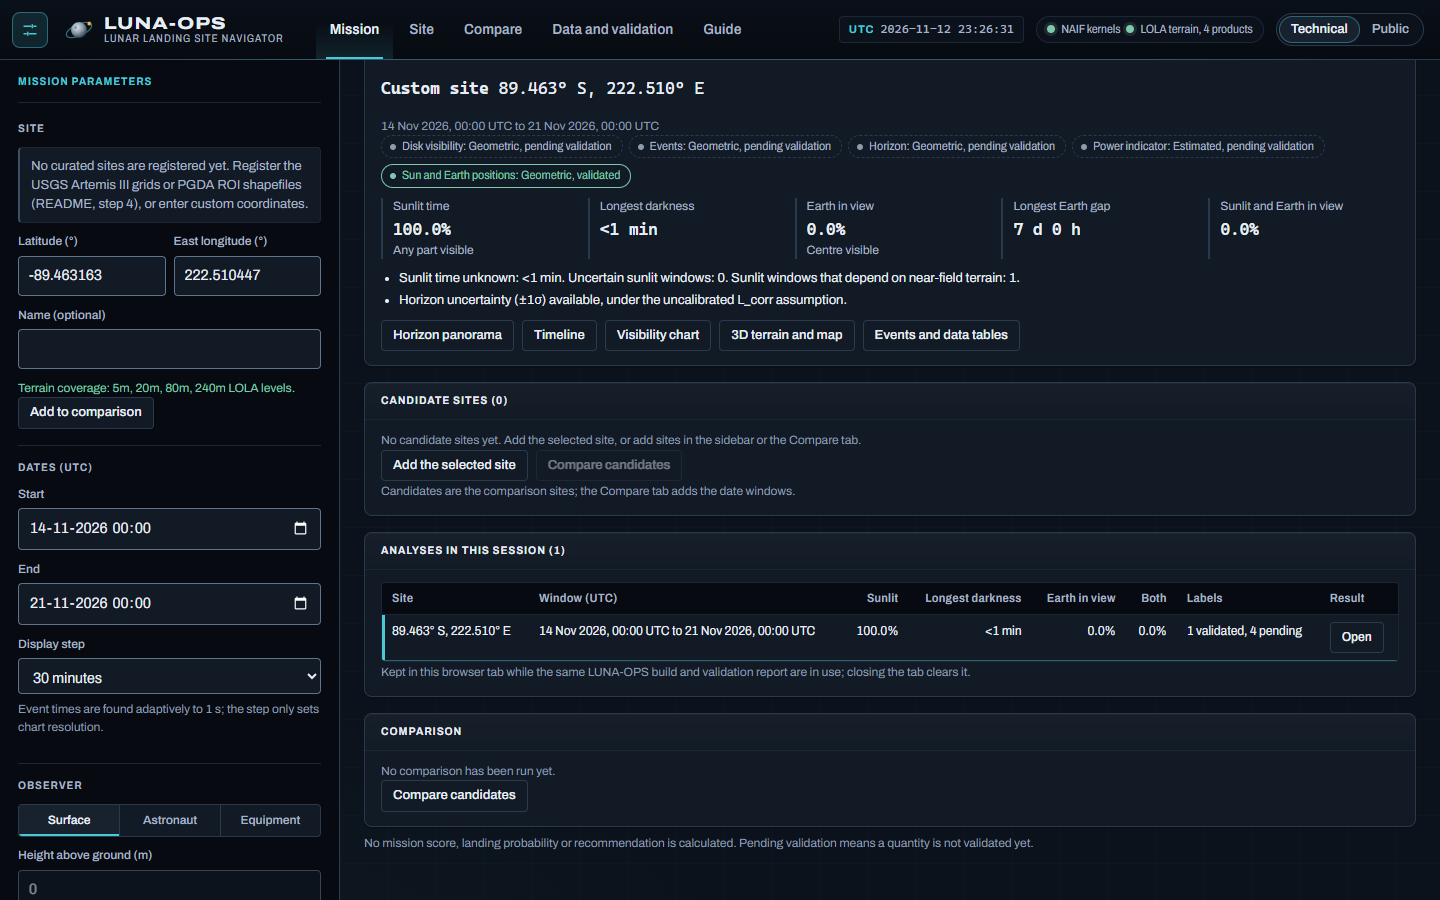 LUNA-OPS
LUNAR LANDING SITE NAVIGATOR
Mission
Site
Compare
Data and validation
Guide
UTC 2026-11-12 23:26:31
NAIF kernels
LOLA terrain, 4 products
Technical
Public
MISSION PARAMETERS
SITE
No curated sites are registered yet. Register the
USGS Artemis III grids or PGDA ROI shapefiles
(README, step 4), or enter custom coordinates.
Latitude (°)
East longitude (°)
-89.463163
222.510447
Name (optional)
Terrain coverage: 5m, 20m, 80m, 240m LOLA levels.
Add to comparison
DATES (UTC)
Start
14-11-2026 00:00
End
21-11-2026 00:00
Display step
30 minutes
Event times are found adaptively to 1 s; the step only sets
chart resolution.
OBSERVER
Surface
Astronaut
Equipment
Height above ground (m)
0
Custom site 89.463° S, 222.510° E
14 Nov 2026, 00:00 UTC to 21 Nov 2026, 00:00 UTC
Disk visibility: Geometric, pending validation
Events: Geometric, pending validation
Horizon: Geometric, pending validation
Power indicator: Estimated, pending validation
Sun and Earth positions: Geometric, validated
Sunlit time
100.0%
Any part visible
Longest darkness
<1 min
Earth in view
0.0%
Centre visible
Longest Earth gap
7 d 0 h
Sunlit and Earth in view
0.0%
Sunlit time unknown: <1 min. Uncertain sunlit windows: 0. Sunlit windows that depend on near-field terrain: 1.
Horizon uncertainty (±1σ) available, under the uncalibrated L_corr assumption.
Horizon panorama
Timeline
Visibility chart
3D terrain and map
Events and data tables
CANDIDATE SITES (0)
No candidate sites yet. Add the selected site, or add sites in the sidebar or the Compare tab.
Add the selected site
Compare candidates
Candidates are the comparison sites; the Compare tab adds the date windows.
ANALYSES IN THIS SESSION (1)
Site
Window (UTC)
Sunlit
Longest darkness
Earth in view
Both
Labels
Result
89.463° S, 222.510° E
14 Nov 2026, 00:00 UTC to 21 Nov 2026, 00:00 UTC
100.0%
<1 min
0.0%
0.0%
1 validated, 4 pending
Open
Kept in this browser tab while the same LUNA-OPS build and validation report are in use; closing the tab clears it.
COMPARISON
No comparison has been run yet.
Compare candidates
No mission score, landing probability or recommendation is calculated. Pending validation means a quantity is not validated yet.